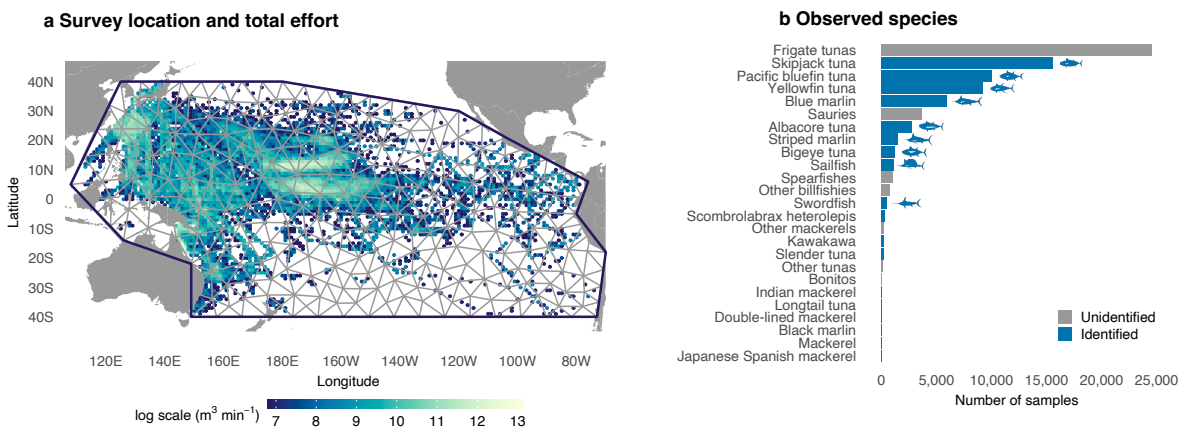 a Survey location and total effort
40N
30N
20N
10N
0
10S
20S
30S
40S
Latitude
120E 140E 160E 180E 160W 140W 120W 100W 80W
Longitude
log scale (m³ min⁻¹)
7 8 9 10 11 12 13
b Observed species
Frigate tunas
Skipjack tuna
Pacific bluefin tuna
Yellowfin tuna
Blue marlin
Sauries
Albacore tuna
Striped marlin
Bigeye tuna
Sailfish
Spearfishes
Other billfishies
Swordfish
Scombrolabrax heterolepis
Other mackerels
Kawakawa
Slender tuna
Other tunas
Bonitos
Indian mackerel
Longtail tuna
Double-lined mackerel
Black marlin
Mackerel
Japanese Spanish mackerel
Unidentified
Identified
0 5,000 10,000 15,000 20,000 25,000
Number of samples